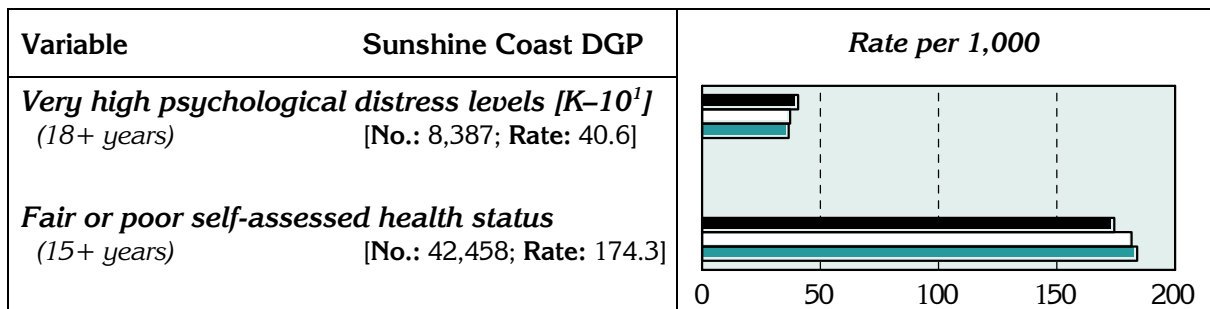 Variable Sunshine Coast DGP Rate per 1,000
Very high psychological distress levels [K–10¹]
(18+ years) [No.: 8,387; Rate: 40.6]
Fair or poor self-assessed health status
(15+ years) [No.: 42,458; Rate: 174.3]
0 50 100 150 200